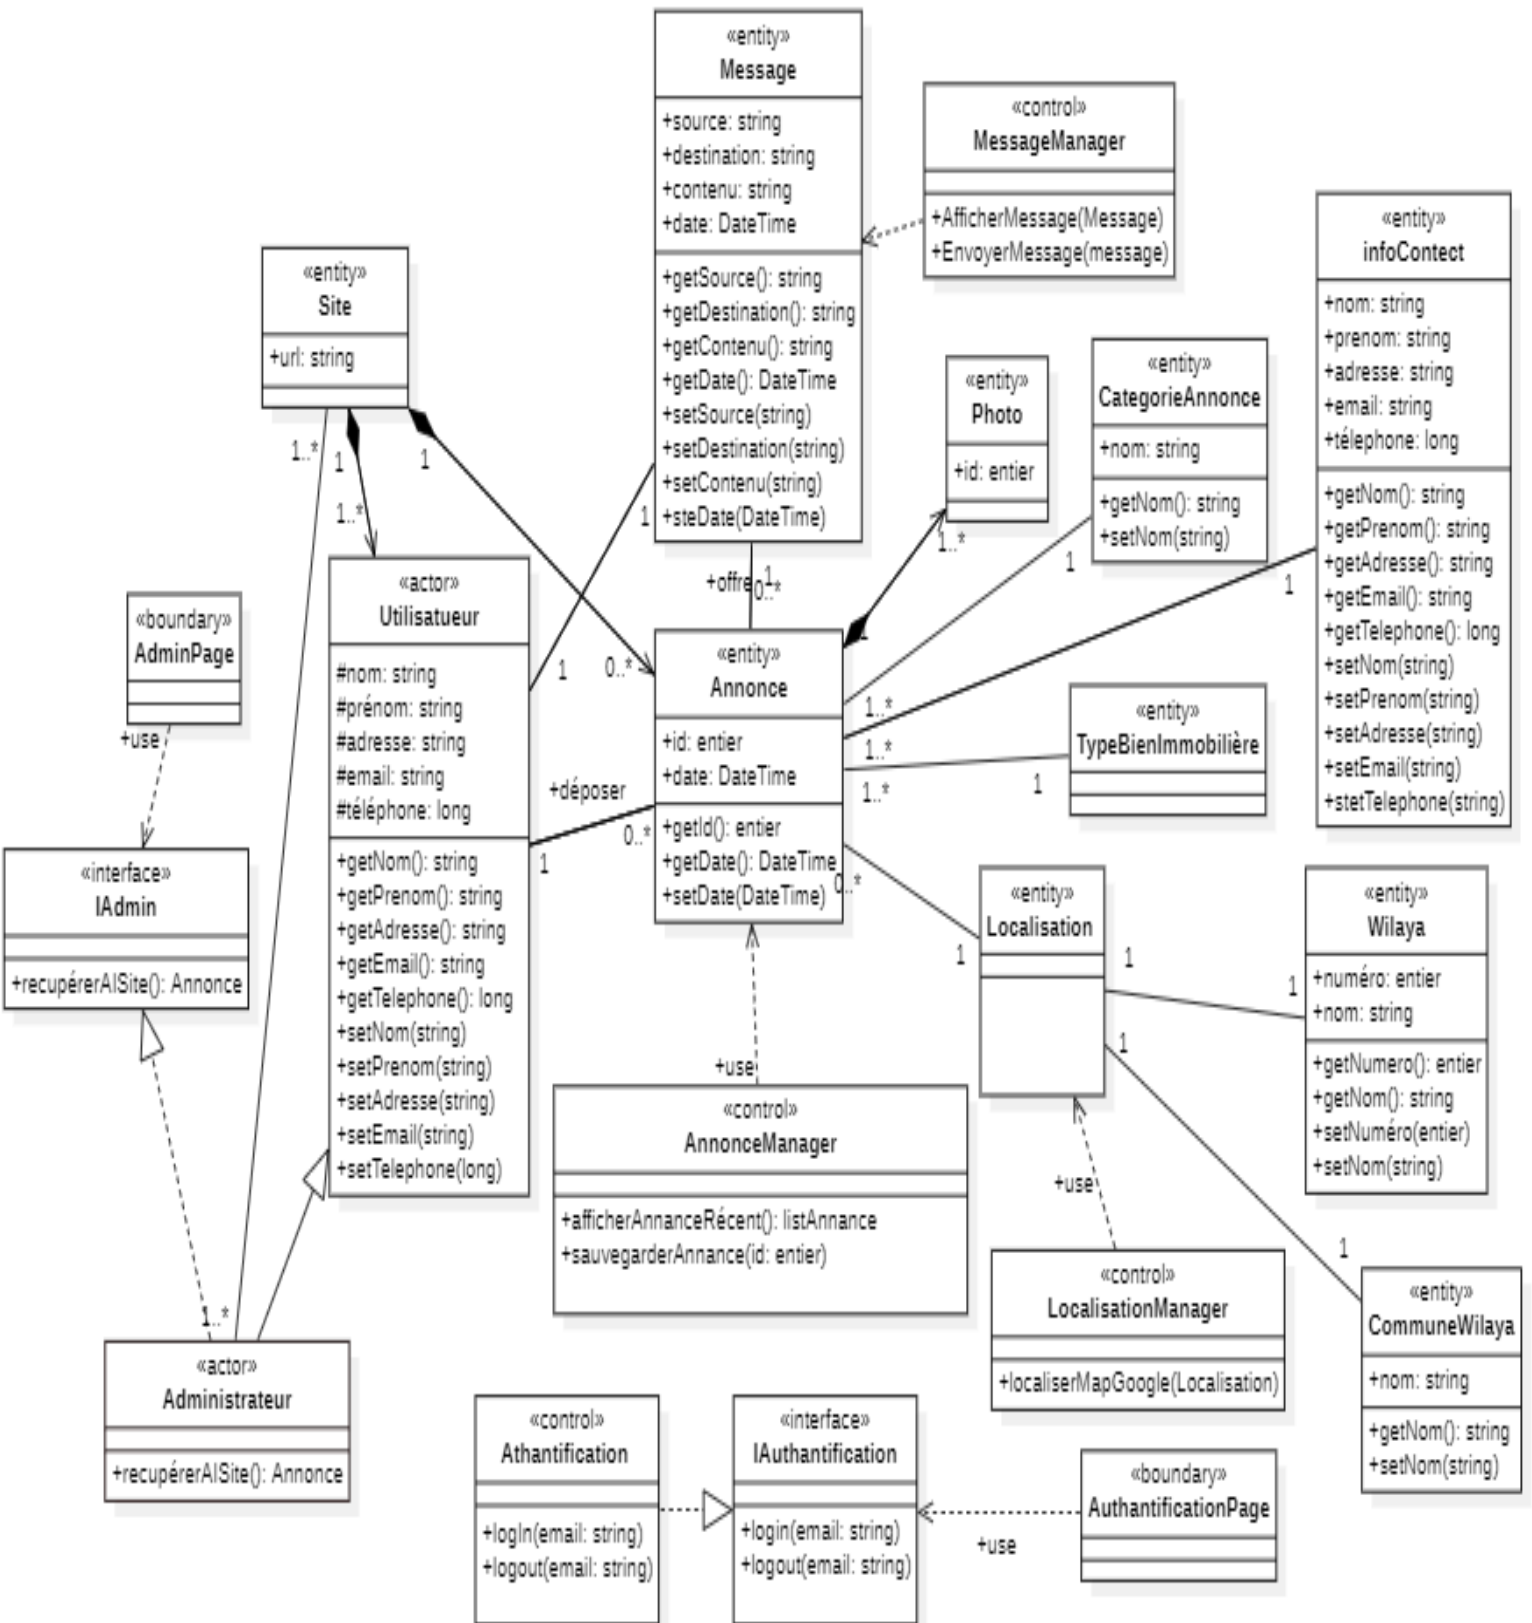 «entity»
Message
+source: string
+destination: string
+contenu: string
+date: DateTime
+getSource(): string
+getDestination(): string
+getContenu(): string
+getDate(): DateTime
+setSource(string)
+setDestination(string)
+setContenu(string)
+steDate(DateTime)
«control»
MessageManager
+AfficherMessage(Message)
+EnvoyerMessage(message)
«entity»
infoContect
+nom: string
+prenom: string
+adresse: string
+email: string
+télephone: long
+getNom(): string
+getPrenom(): string
+getAdresse(): string
+getEmail(): string
+getTelephone(): long
+setNom(string)
+setPrenom(string)
+setAdresse(string)
+setEmail(string)
+stetTelephone(string)
«entity»
Site
+url: string
1..*
1
1
1..*
«entity»
Photo
+id: entier
1..*
«entity»
CategorieAnnonce
+nom: string
+getNom(): string
+setNom(string)
1
1
1
1
+offre
1
0..*
1
0..*
«actor»
Utilisatueur
#nom: string
#prénom: string
#adresse: string
#email: string
#téléphone: long
+getNom(): string
+getPrenom(): string
+getAdresse(): string
+getEmail(): string
+getTelephone(): long
+setNom(string)
+setPrenom(string)
+setAdresse(string)
+setEmail(string)
+setTelephone(long)
«boundary»
AdminPage
+use
«interface»
IAdmin
+recupérerAlSite(): Annonce
+déposer
1
0..*
«entity»
Annonce
+id: entier
+date: DateTime
+getId(): entier
+getDate(): DateTime
+setDate(DateTime)
1..*
1..*
1..*
1
0..*
1
«entity»
TypeBienImmobilière
«entity»
Localisation
1
1
1
1
«entity»
Wilaya
+numéro: entier
+nom: string
+getNumero(): entier
+getNom(): string
+setNuméro(entier)
+setNom(string)
+use
«control»
AnnonceManager
+afficherAnnanceRécent(): listAnnance
+sauvegarderAnnance(id: entier)
+use
«control»
LocalisationManager
+localiserMapGoogle(Localisation)
«entity»
CommuneWilaya
+nom: string
+getNom(): string
+setNom(string)
1..*
«actor»
Administrateur
+recupérerAlSite(): Annonce
«control»
Athantification
+logIn(email: string)
+logout(email: string)
«interface»
IAuthantification
+login(email: string)
+logout(email: string)
+use
«boundary»
AuthantificationPage